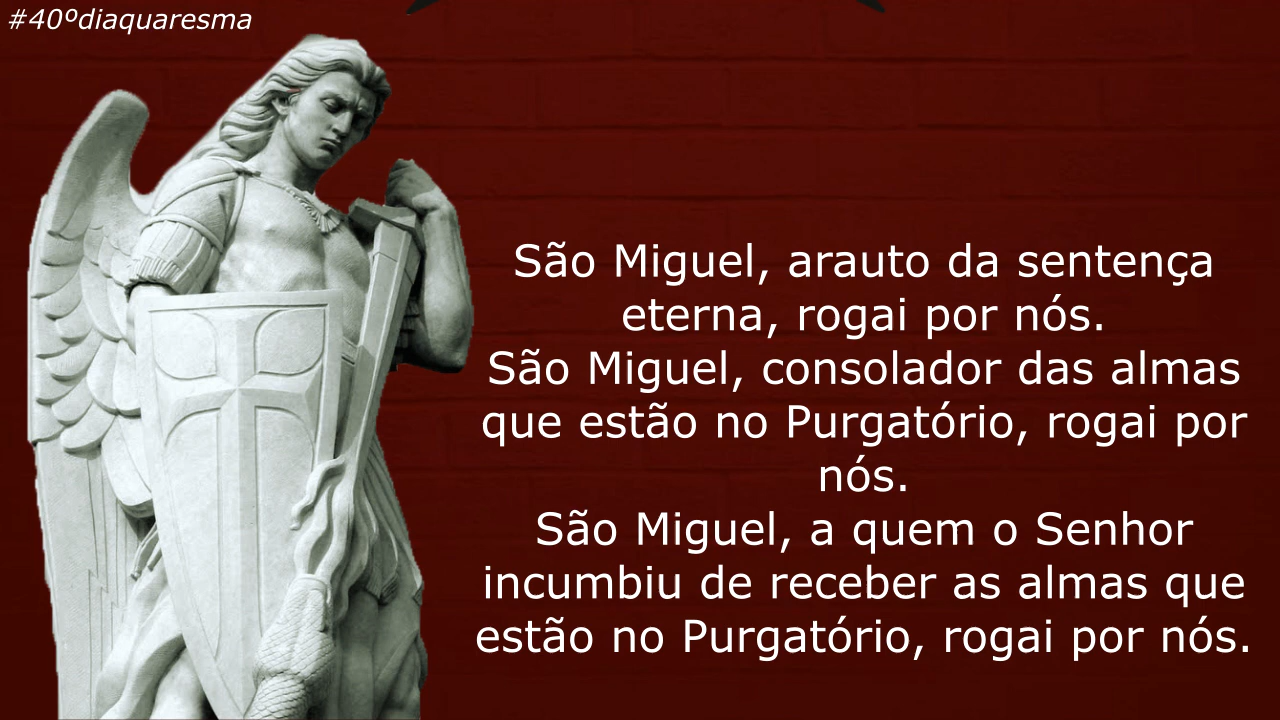 #40ºdiaquaresma
São Miguel, arauto da sentença
eterna, rogai por nós.
São Miguel, consolador das almas
que estão no Purgatório, rogai por
nós.
São Miguel, a quem o Senhor
incumbiu de receber as almas que
estão no Purgatório, rogai por nós.